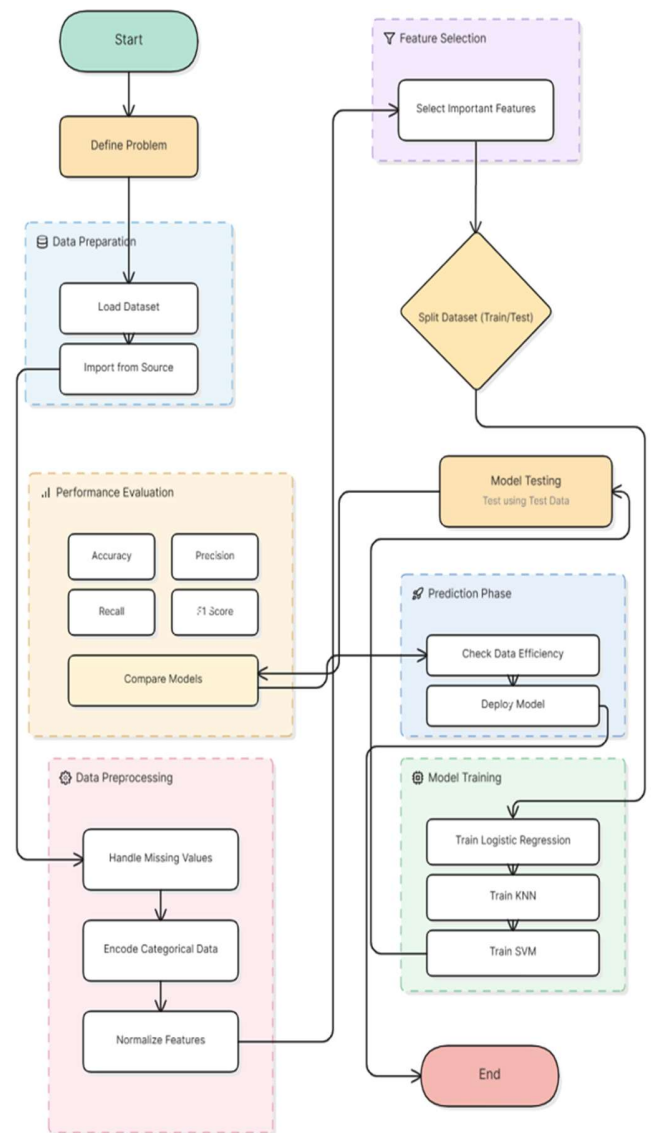 Start
Define Problem
Data Preparation
Load Dataset
Import from Source
Performance Evaluation
Accuracy
Precision
Recall
F1 Score
Compare Models
Data Preprocessing
Handle Missing Values
Encode Categorical Data
Normalize Features
Feature Selection
Select Important Features
Split Dataset (Train/Test)
Model Testing
Test using Test Data
Prediction Phase
Check Data Efficiency
Deploy Model
Model Training
Train Logistic Regression
Train KNN
Train SVM
End